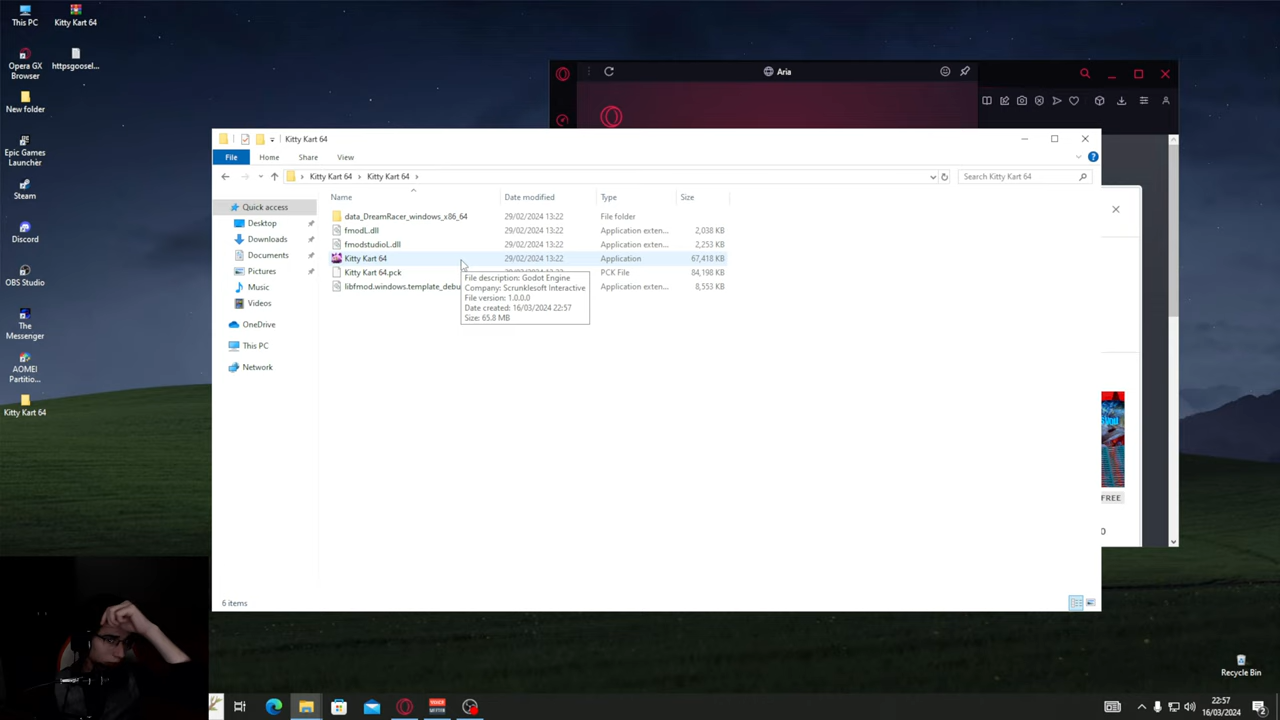 This PC
Kitty Kart 64
Opera GX
Browser
httpsgoosel...
New folder
Epic Games
Launcher
Steam
Discord
OBS Studio
The
Messenger
AOMEI
Partitio...
Kitty Kart 64
Aria
Kitty Kart 64
File
Home
Share
View
Kitty Kart 64
Kitty Kart 64
Search Kitty Kart 64
Name
Date modified
Type
Size
Quick access
Desktop
Downloads
Documents
Pictures
Music
Videos
OneDrive
This PC
Network
data_DreamRacer_windows_x86_64 29/02/2024 13:22 File folder
fmodL.dll 29/02/2024 13:22 Application exten... 2,038 KB
fmodstudioL.dll 29/02/2024 13:22 Application exten... 2,253 KB
Kitty Kart 64 29/02/2024 13:22 Application 67,418 KB
Kitty Kart 64.pck PCK File 84,198 KB
libfmod.windows.template_debu Application exten... 8,553 KB
File description: Godot Engine
Company: Scrunklesoft Interactive
File version: 1.0.0.0
Date created: 16/03/2024 22:57
Size: 65.8 MB
FREE
6 items
Recycle Bin
22:57
16/03/2024
2